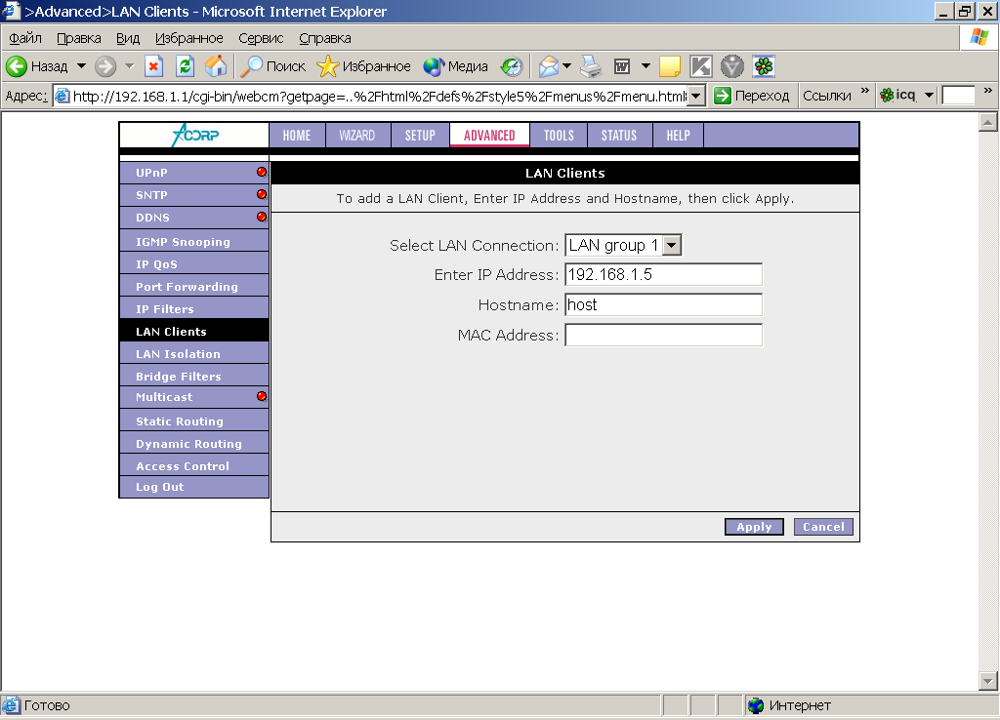 >Advanced>LAN Clients - Microsoft Internet Explorer
Файл Правка Вид Избранное Сервис Справка
Назад Поиск Избранное Медиа
Адрес: http://192.168.1.1/cgi-bin/webcm?getpage=..%2Fhtml%2Fdefs%2Fstyle5%2Fmenus%2Fmenu.html Переход Ссылки » icq »
ACORP HOME WIZARD SETUP ADVANCED TOOLS STATUS HELP
UPnP
SNTP
DDNS
IGMP Snooping
IP QoS
Port Forwarding
IP Filters
LAN Clients
LAN Isolation
Bridge Filters
Multicast
Static Routing
Dynamic Routing
Access Control
Log Out
LAN Clients
To add a LAN Client, Enter IP Address and Hostname, then click Apply.
Select LAN Connection: LAN group 1
Enter IP Address: 192.168.1.5
Hostname: host
MAC Address:
Apply Cancel
Готово Интернет